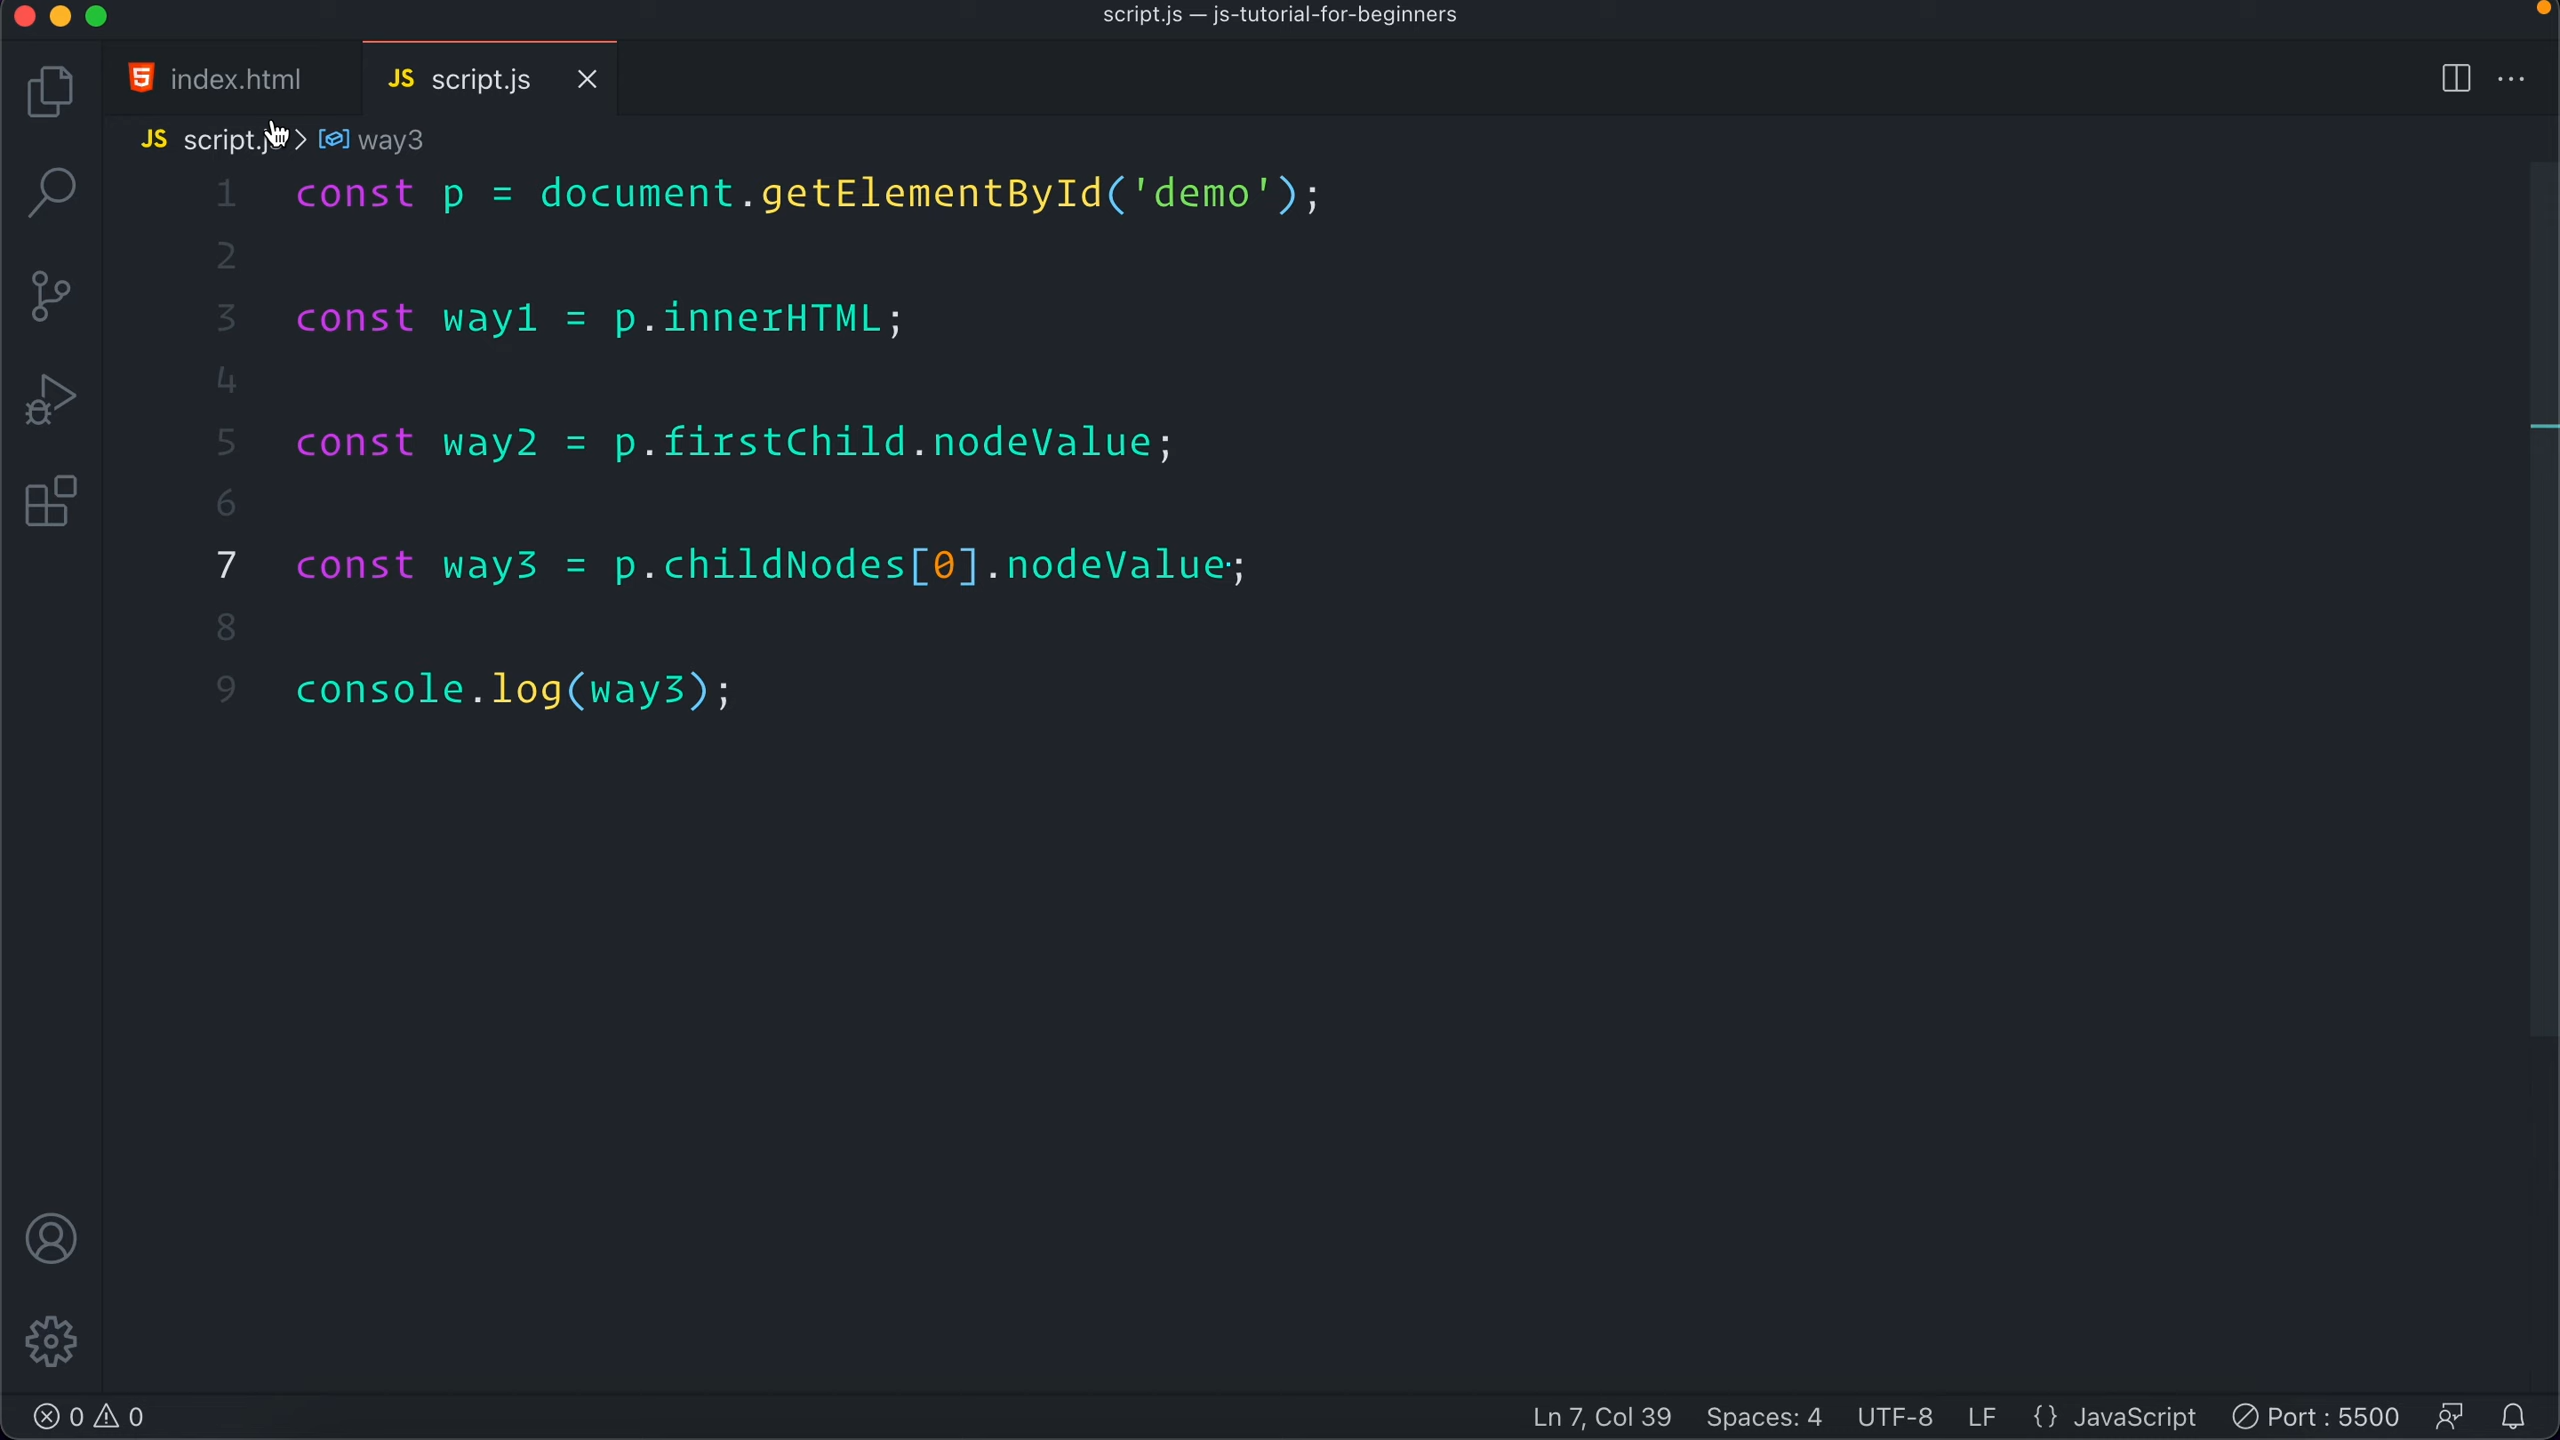 script.js — js-tutorial-for-beginners
index.html
JS script.js
JS script.js > way3
1 const p = document.getElementById('demo');
2
3 const way1 = p.innerHTML;
4
5 const way2 = p.firstChild.nodeValue;
6
7 const way3 = p.childNodes[0].nodeValue ;
8
9 console.log(way3);
0 0 Ln 7, Col 39 Spaces: 4 UTF-8 LF {} JavaScript Port : 5500